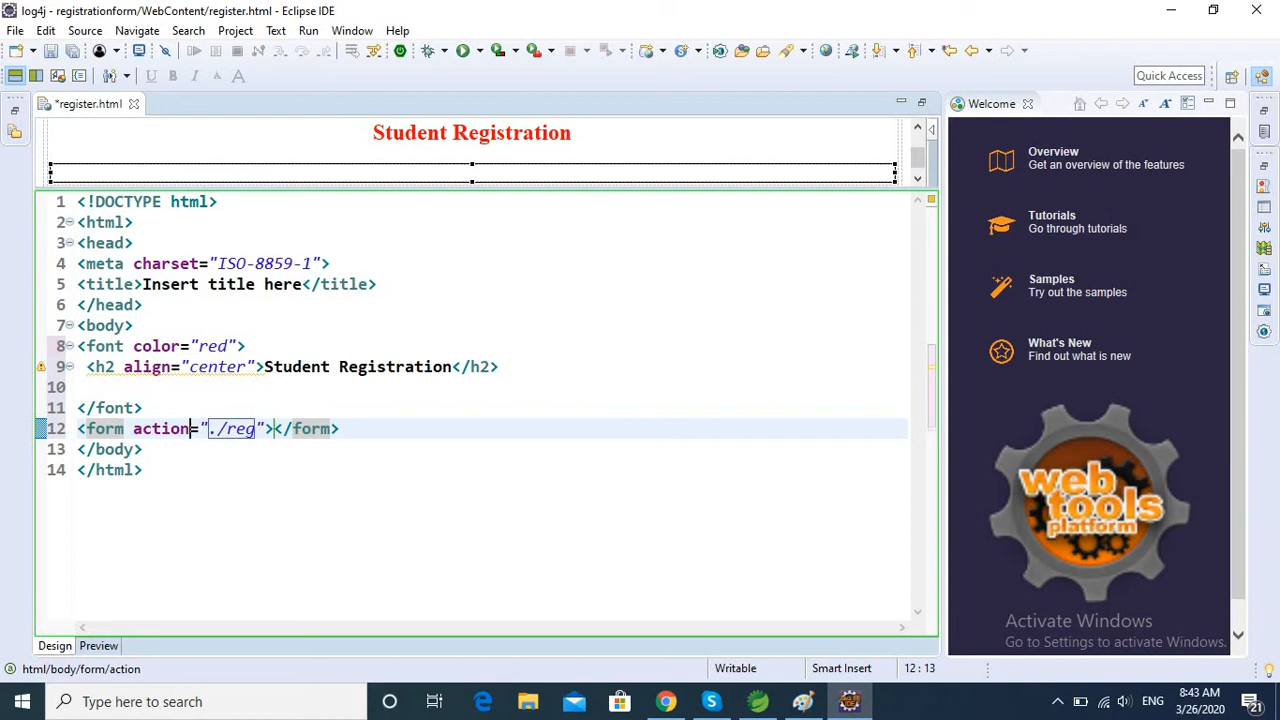 log4j - registrationform/WebContent/register.html - Eclipse IDE
File Edit Source Navigate Search Project Text Run Window Help
Quick Access
*register.html
Welcome
Student Registration
1 <!DOCTYPE html>
2 <html>
3 <head>
4 <meta charset="ISO-8859-1">
5 <title>Insert title here</title>
6 </head>
7 <body>
8 <font color="red">
9 <h2 align="center">Student Registration</h2>
10
11 </font>
12 <form action="./reg"></form>
13 </body>
14 </html>
Design Preview
Overview
Get an overview of the features
Tutorials
Go through tutorials
Samples
Try out the samples
What's New
Find out what is new
web
tools
platform
Activate Windows
Go to Settings to activate Windows.
html/body/form/action
Writable
Smart Insert
12 : 13
Type here to search
ENG
8:43 AM
3/26/2020
21